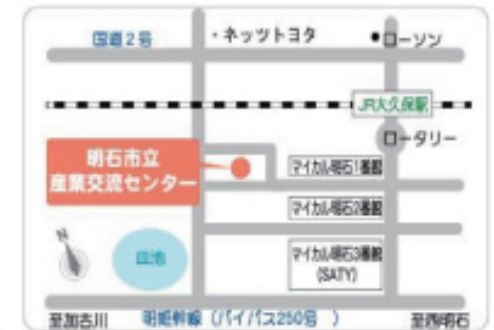 国道2号
・ネッツトヨタ
●ローソン
JR大久保駅
ロータリー
明石市立
産業交流センター
マイカル明石1番館
マイカル明石2番館
マイカル明石3番館
(SATY)
N
皿池
至加古川
明姫幹線（バイパス250号　）
至西明石